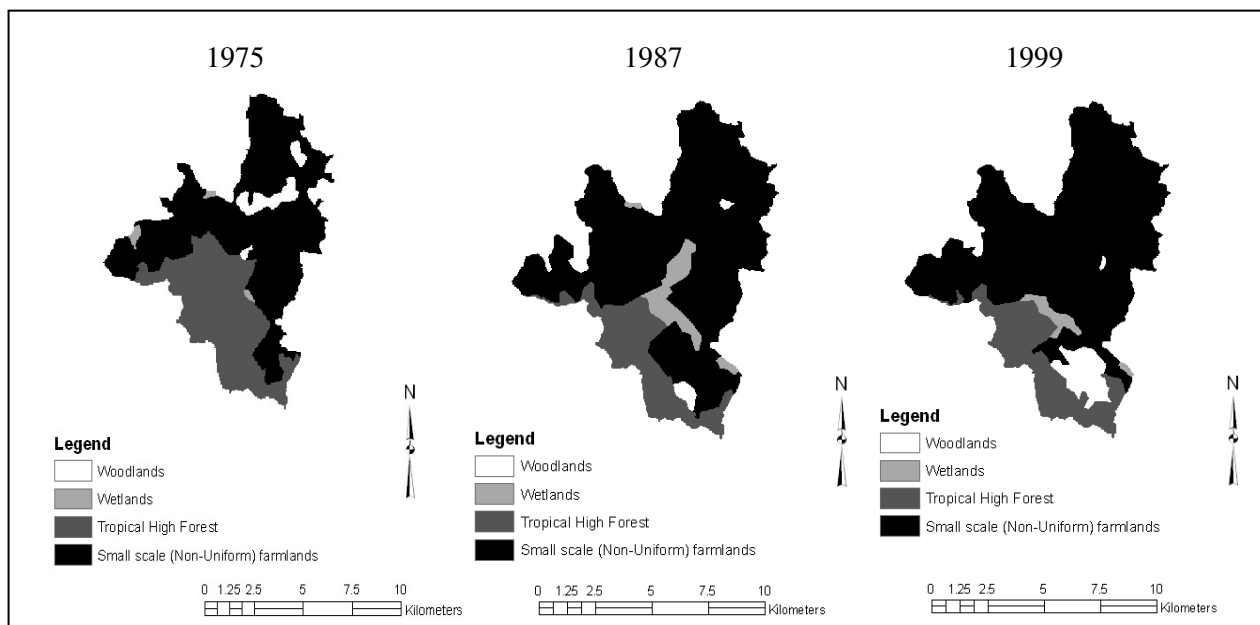 1975
N
Legend
Woodlands
Wetlands
Tropical High Forest
Small scale (Non-Uniform) farmlands
0 1.25 2.5 5 7.5 10
Kilometers
1987
N
Legend
Woodlands
Wetlands
Tropical High Forest
Small scale (Non-Uniform) farmlands
0 1.25 2.5 5 7.5 10
Kilometers
1999
N
Legend
Woodlands
Wetlands
Tropical High Forest
Small scale (Non-Uniform) farmlands
0 1.25 2.5 5 7.5 10
Kilometers